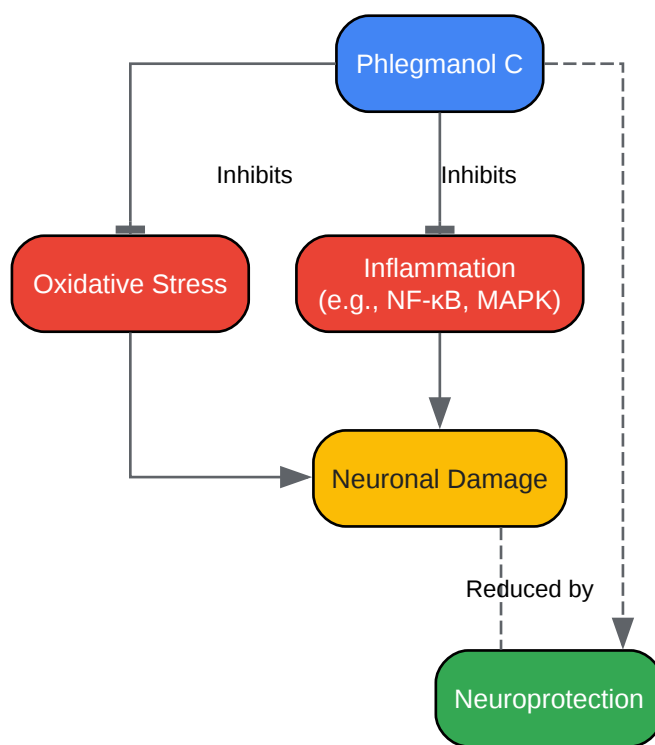 Phlegmanol C
Inhibits
Inhibits
Oxidative Stress
Inflammation
(e.g., NF-κB, MAPK)
Neuronal Damage
Reduced by
Neuroprotection